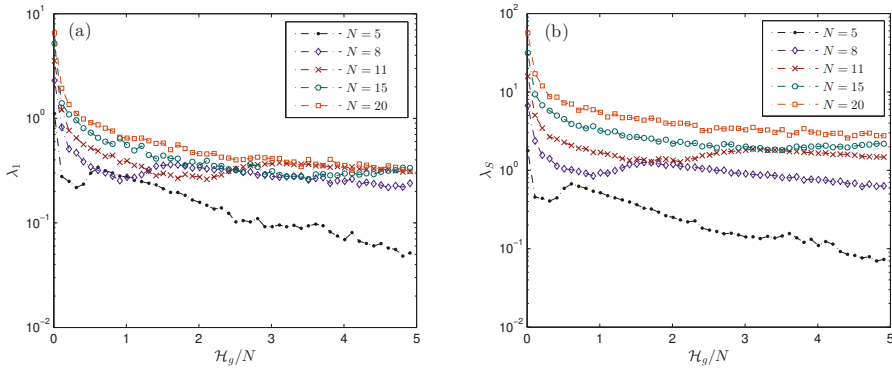 (a)
N = 5
N = 8
N = 11
N = 15
N = 20
10^1
10^0
10^{-1}
10^{-2}
λ_1
0 1 2 3 4 5
ℋ_g/N
(b)
N = 5
N = 8
N = 11
N = 15
N = 20
10^2
10^1
10^0
10^{-1}
10^{-2}
λ_S
0 1 2 3 4 5
ℋ_g/N